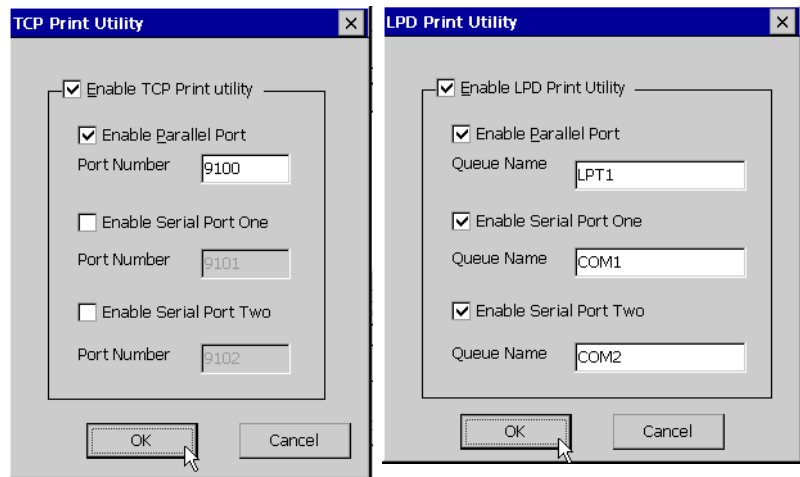 TCP Print Utility
Enable TCP Print utility
Enable Parallel Port
Port Number 9100
Enable Serial Port One
Port Number 9101
Enable Serial Port Two
Port Number 9102
OK Cancel
LPD Print Utility
Enable LPD Print Utility
Enable Parallel Port
Queue Name LPT1
Enable Serial Port One
Queue Name COM1
Enable Serial Port Two
Queue Name COM2
OK Cancel